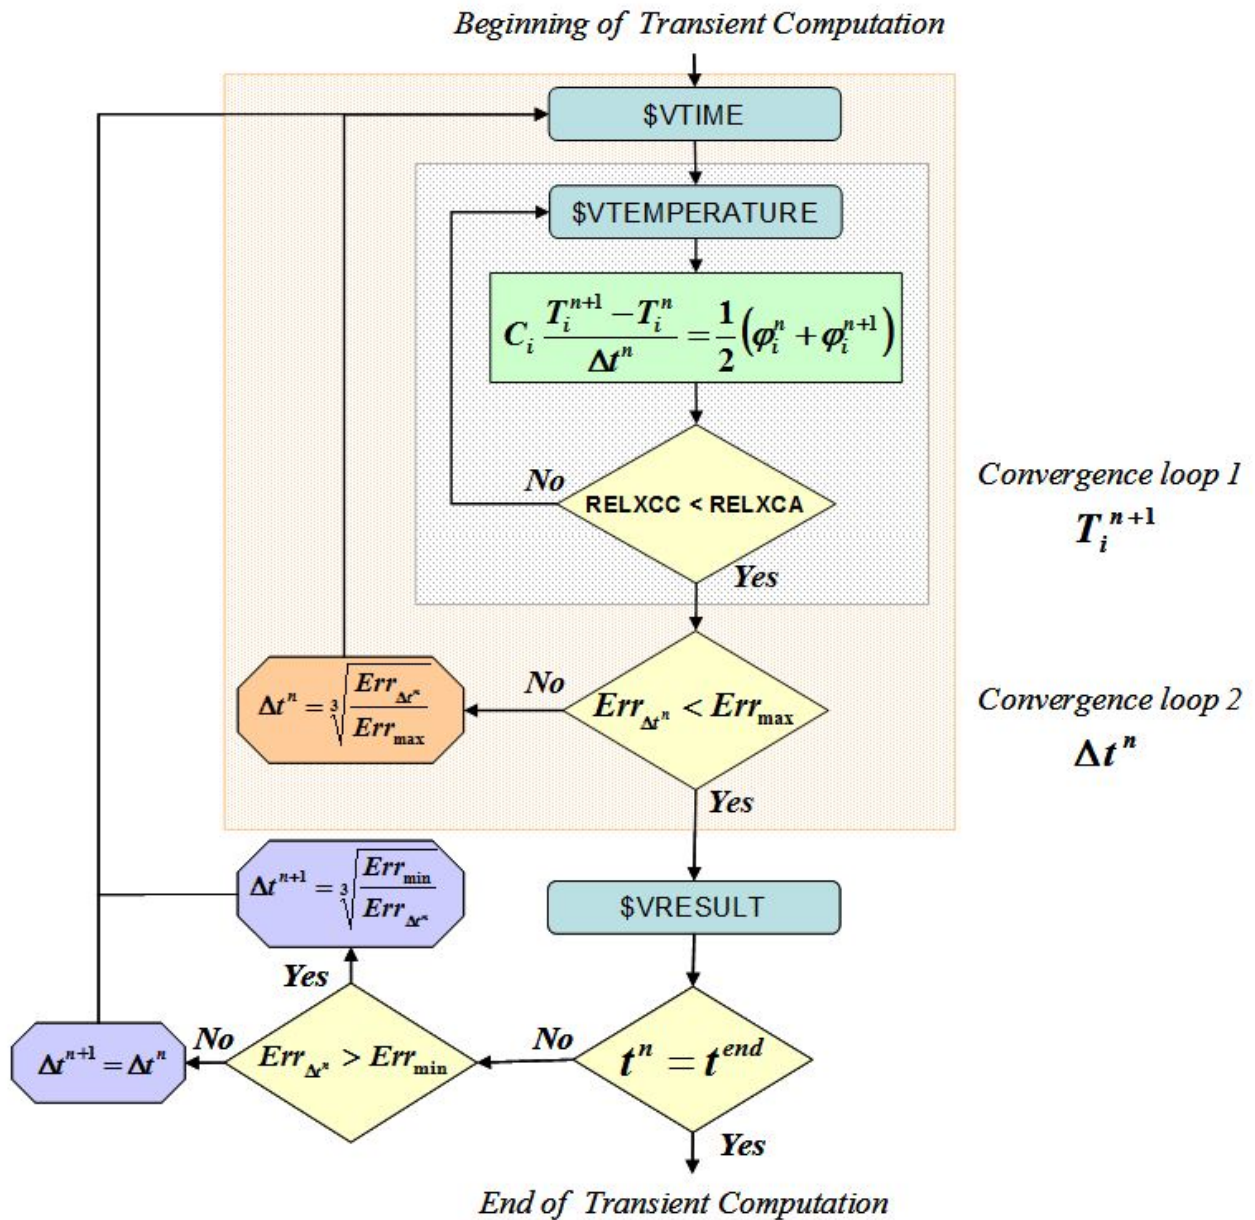 Beginning of Transient Computation
$VTIME
$VTEMPERATURE
C_i (T_i^{n+1} − T_i^n) / Δt^n = 1/2 (φ_i^n + φ_i^{n+1})
No
RELXCC < RELXCA
Yes
Convergence loop 1
T_i^{n+1}
Δt^n = ∛(Err_{Δt^n} / Err_max)
No
Err_{Δt^n} < Err_max
Yes
Convergence loop 2
Δt^n
Δt^{n+1} = ∛(Err_min / Err_{Δt^n})
$VRESULT
Yes
Δt^{n+1} = Δt^n
No
Err_{Δt^n} > Err_min
No
t^n = t^{end}
Yes
End of Transient Computation